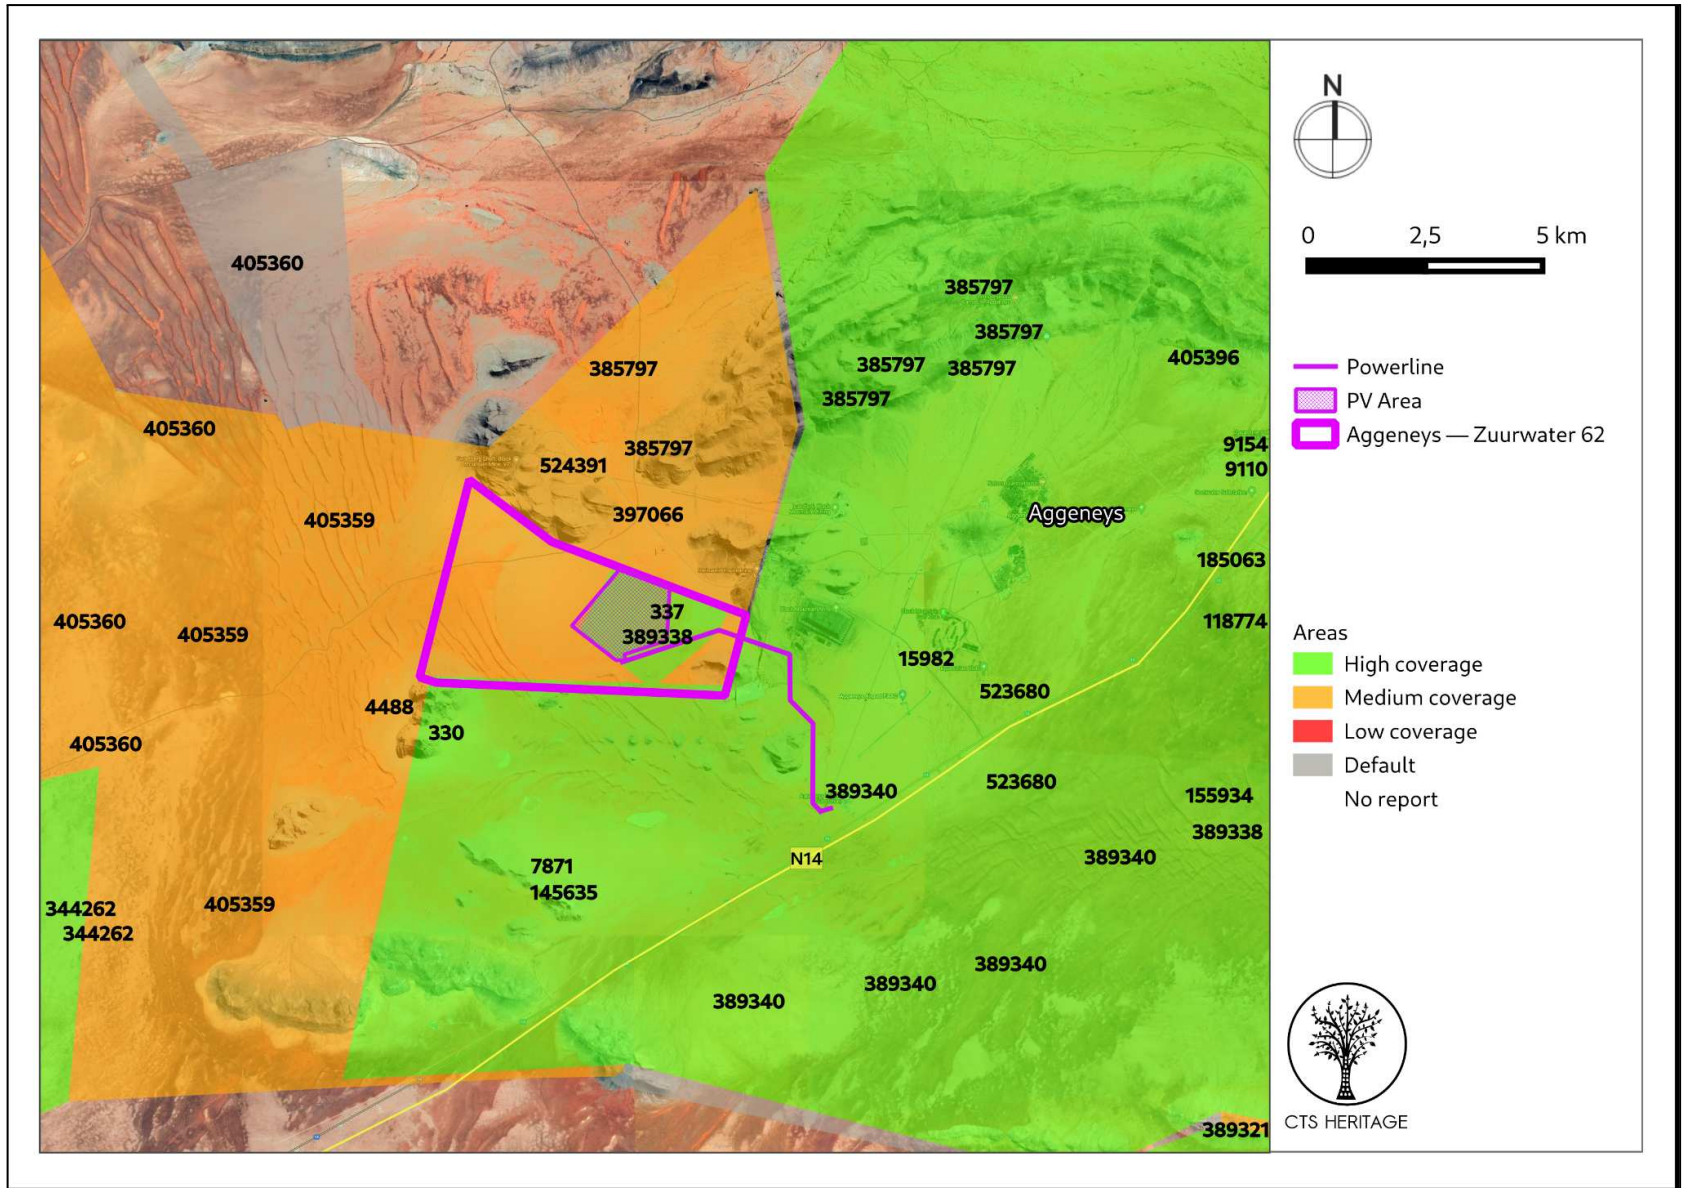 405360
385797
385797
385797
385797
385797
405396
385797
385797
405360
9154
385797
524391
9110
397066
Aggeneys
405359
185063
337
405360
118774
405359
389338
15982
523680
4488
330
405360
523680
389340
155934
389338
N14
389340
7871
145635
405359
344262
344262
389340
389340
389340
389321
N
0 2,5 5 km
Powerline
PV Area
Aggeneys — Zuurwater 62
Areas
High coverage
Medium coverage
Low coverage
Default
No report
CTS HERITAGE